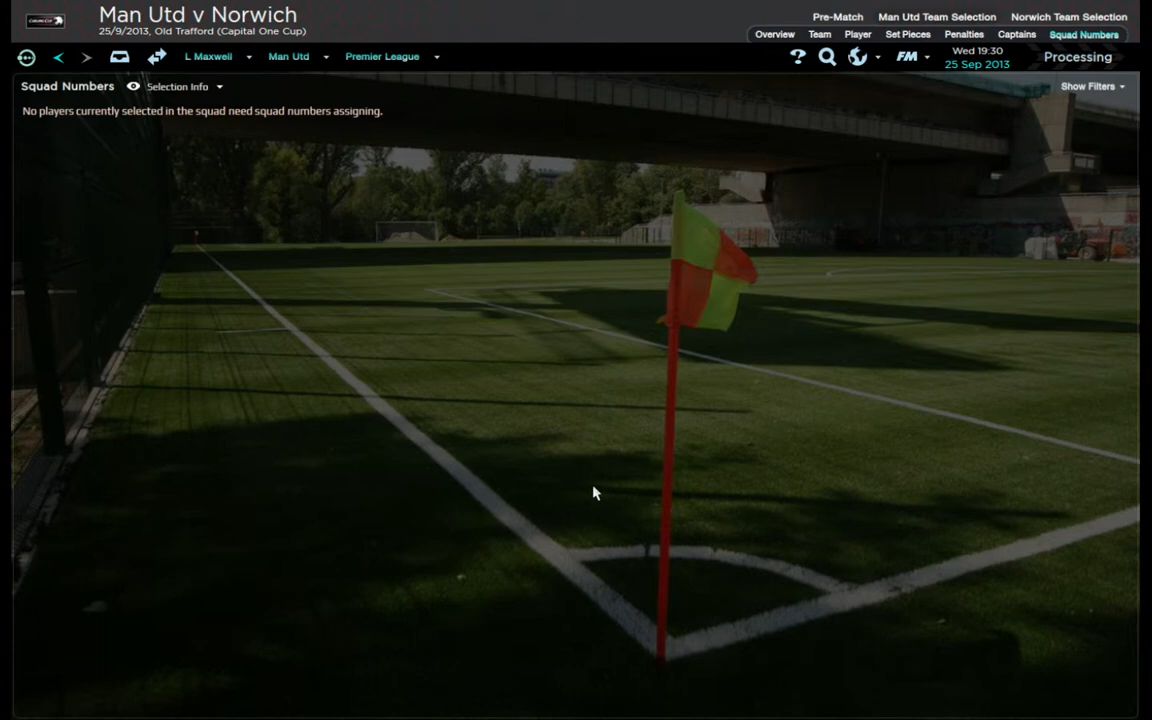 Man Utd v Norwich
25/9/2013, Old Trafford (Capital One Cup)
Pre-Match Man Utd Team Selection Norwich Team Selection
Overview Team Player Set Pieces Penalties Captains Squad Numbers
L Maxwell Man Utd Premier League
? FM Wed 19:30
25 Sep 2013
Processing
Squad Numbers Selection Info Show Filters
No players currently selected in the squad need squad numbers assigning.